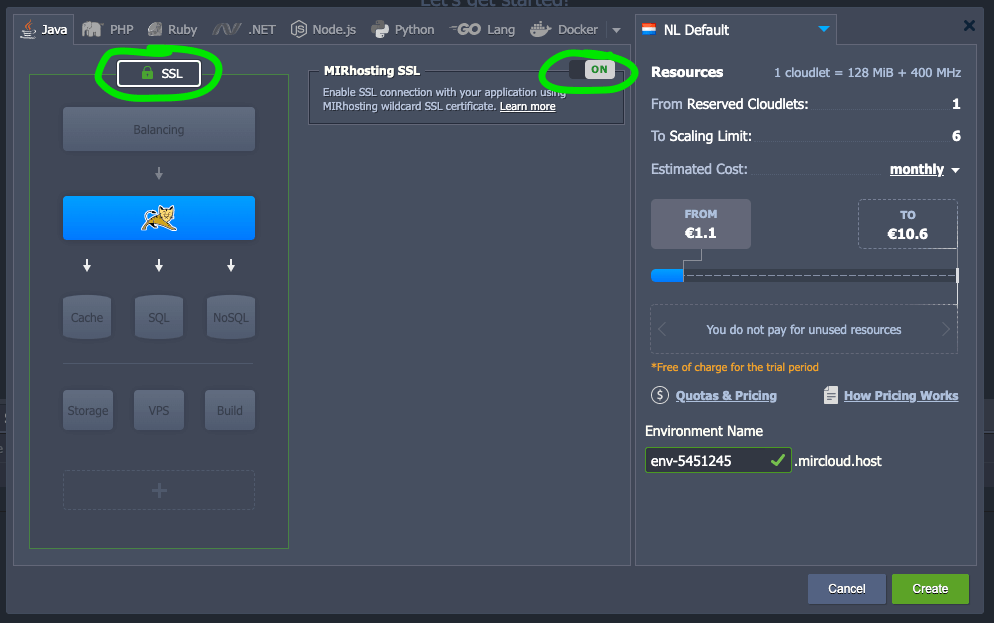 Let's get started!
Java
PHP
Ruby
.NET
Node.js
Python
GO Lang
Docker
NL Default
SSL
Balancing
Cache
SQL
NoSQL
Storage
VPS
Build
+
MIRhosting SSL
ON
Enable SSL connection with your application using
MIRhosting wildcard SSL certificate. Learn more
Resources
1 cloudlet = 128 MiB + 400 MHz
From Reserved Cloudlets: 1
To Scaling Limit: 6
Estimated Cost: monthly
FROM
€1.1
TO
€10.6
You do not pay for unused resources
*Free of charge for the trial period
$ Quotas & Pricing
How Pricing Works
Environment Name
env-5451245 .mircloud.host
Cancel
Create